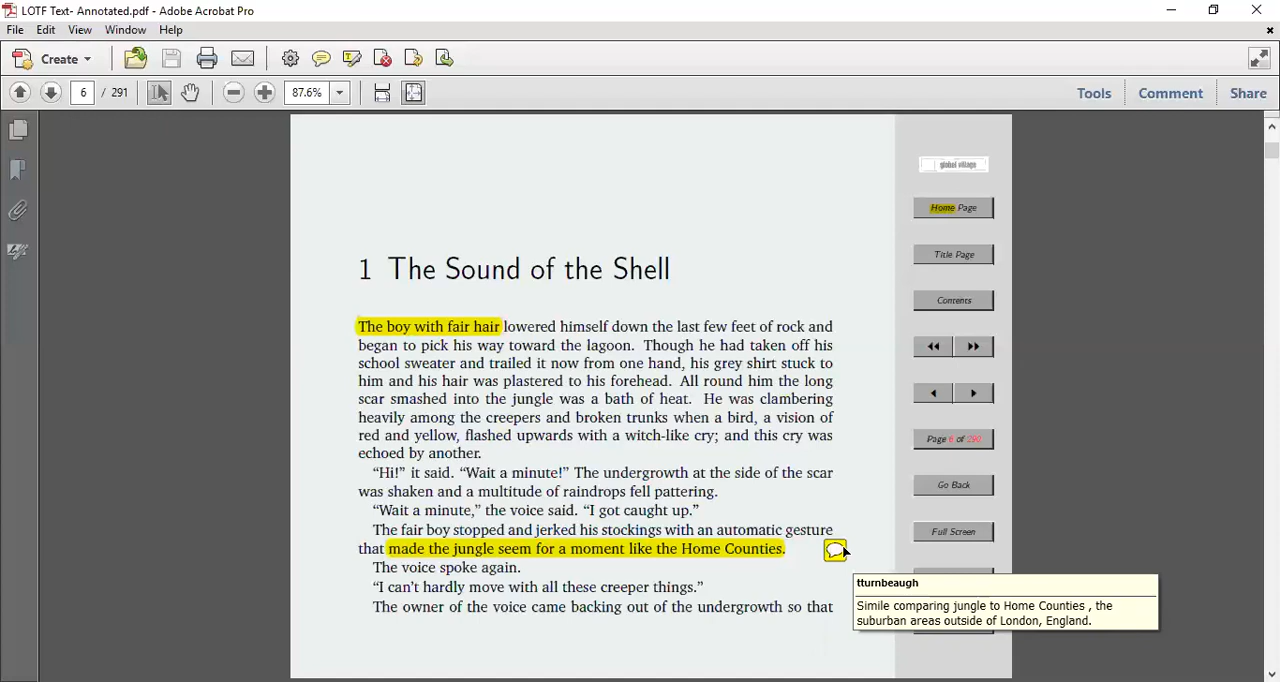 LOTF Text- Annotated.pdf - Adobe Acrobat Pro
File Edit View Window Help
Create
6 / 291 87.6% Tools Comment Share
global village
Home Page
Title Page
Contents
Page 6 of 290
Go Back
Full Screen
1 The Sound of the Shell
The boy with fair hair lowered himself down the last few feet of rock and
began to pick his way toward the lagoon. Though he had taken off his
school sweater and trailed it now from one hand, his grey shirt stuck to
him and his hair was plastered to his forehead. All round him the long
scar smashed into the jungle was a bath of heat. He was clambering
heavily among the creepers and broken trunks when a bird, a vision of
red and yellow, flashed upwards with a witch-like cry; and this cry was
echoed by another.
“Hi!” it said. “Wait a minute!” The undergrowth at the side of the scar
was shaken and a multitude of raindrops fell pattering.
“Wait a minute,” the voice said. “I got caught up.”
The fair boy stopped and jerked his stockings with an automatic gesture
that made the jungle seem for a moment like the Home Counties.
The voice spoke again.
“I can’t hardly move with all these creeper things.”
The owner of the voice came backing out of the undergrowth so that
tturnbeaugh
Simile comparing jungle to Home Counties , the
suburban areas outside of London, England.